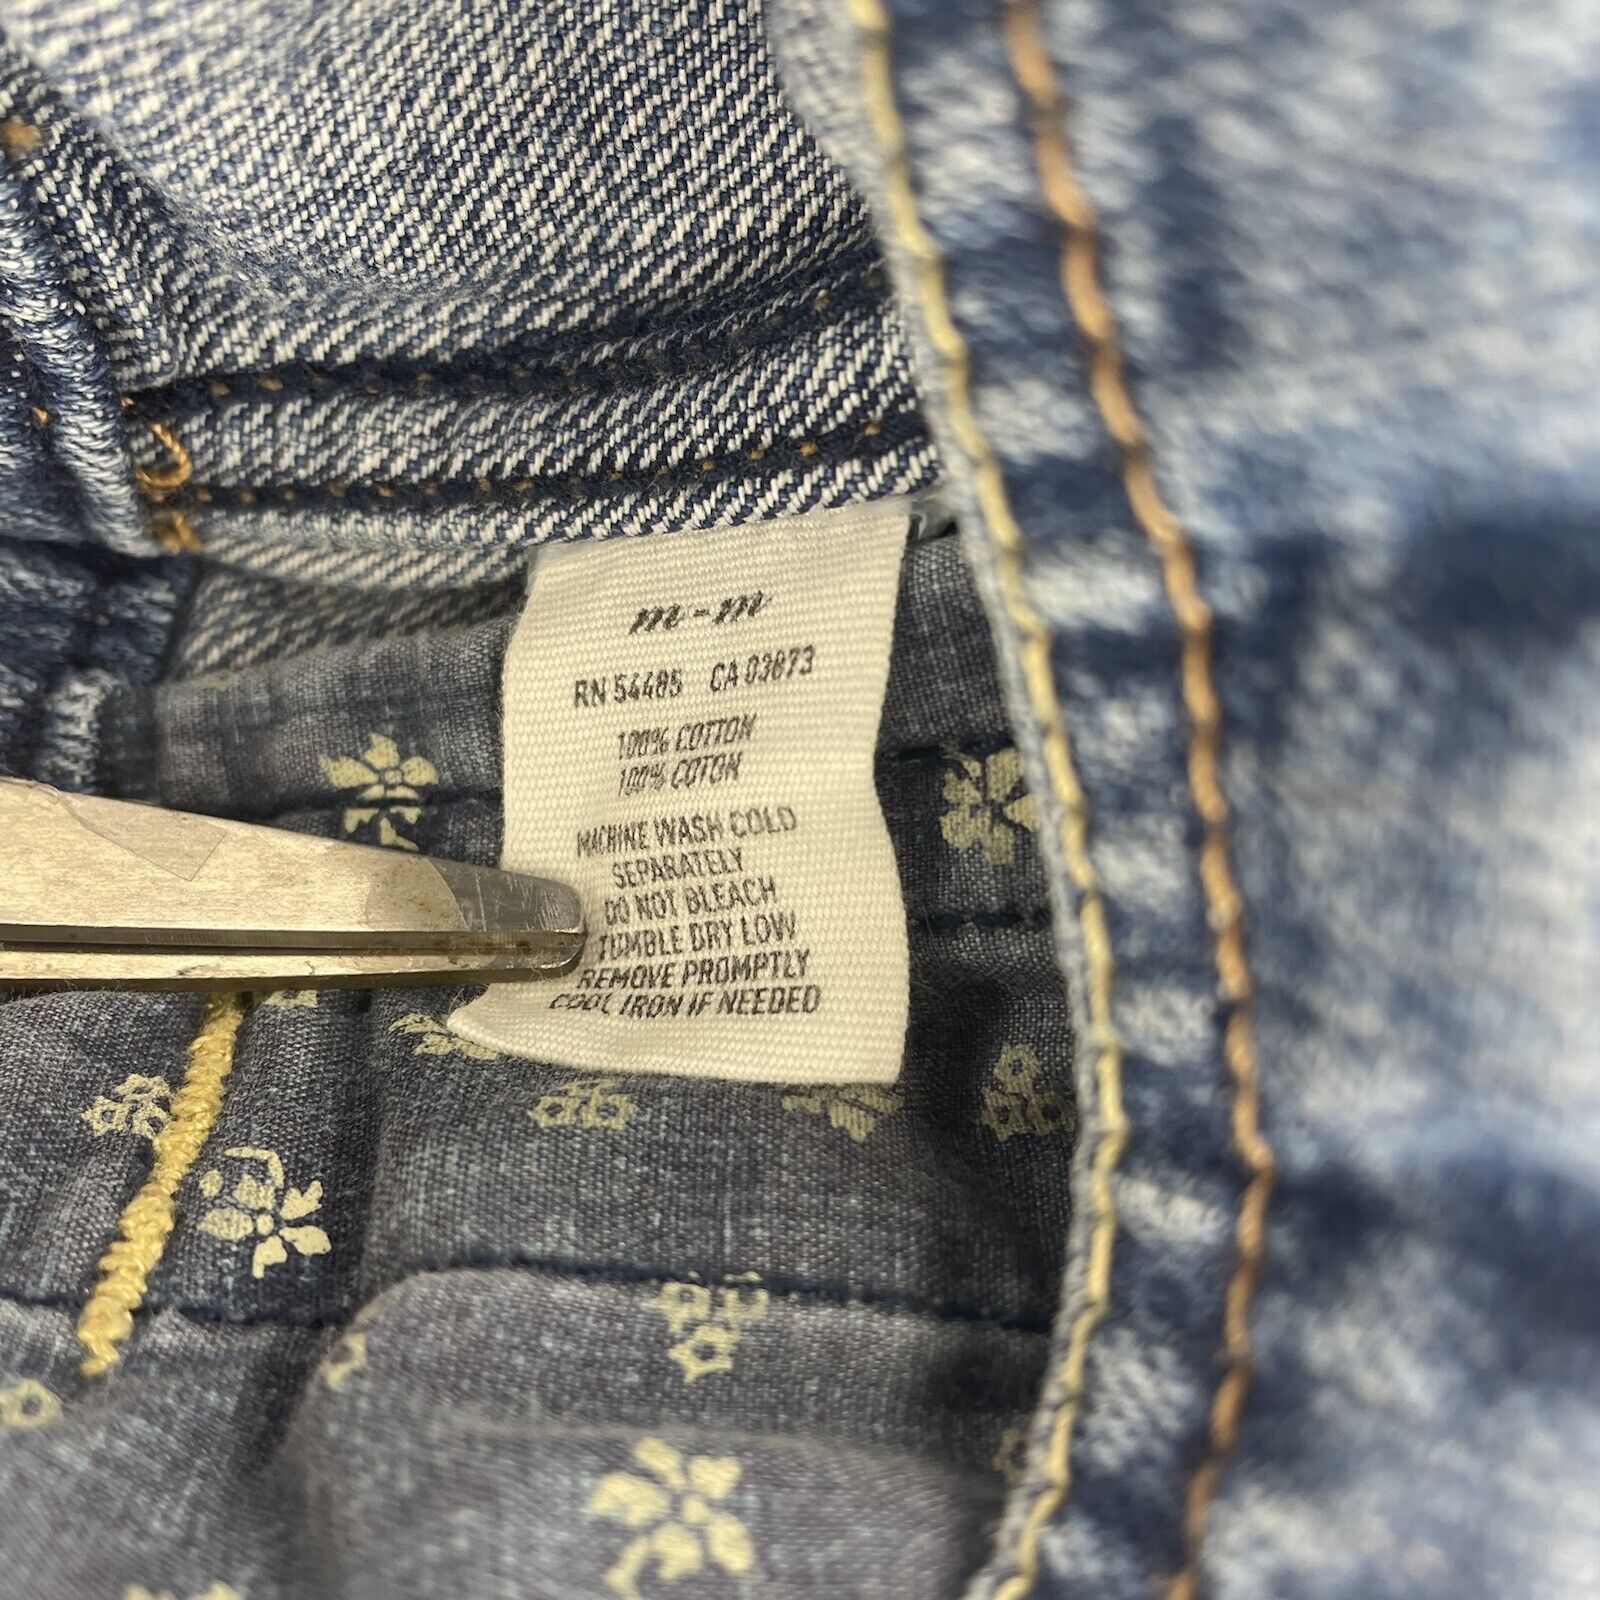 m-m
RN 54485 CA 03873
100% COTTON
100% COTON
MACHINE WASH COLD
SEPARATELY
DO NOT BLEACH
TUMBLE DRY LOW
REMOVE PROMPTLY
COOL IRON IF NEEDED